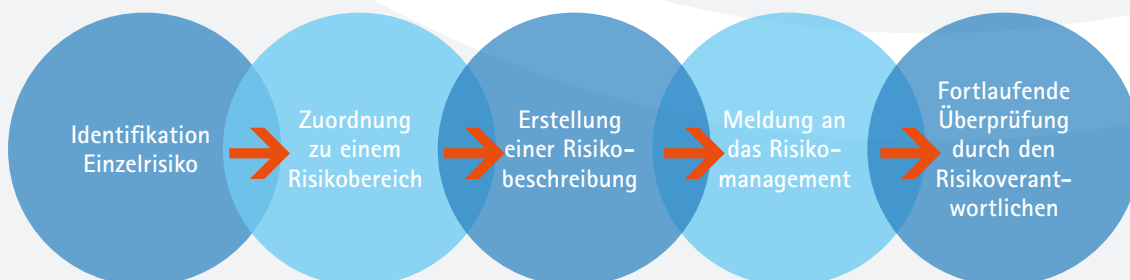 Identifikation
Einzelrisiko
Zuordnung
zu einem
Risikobereich
Erstellung
einer Risiko-
beschreibung
Meldung an
das Risiko-
management
Fortlaufende
Überprüfung
durch den
Risikoverant-
wortlichen